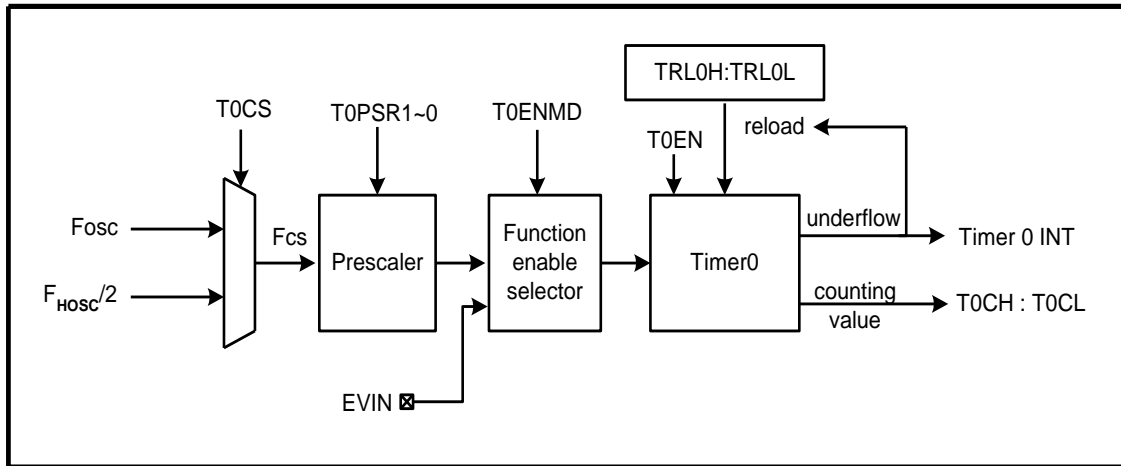 TRL0H:TRL0L
T0CS
T0PSR1~0
T0ENMD
T0EN
reload
Fosc
Fcs
Prescaler
Function
enable
selector
Timer0
underflow
Timer 0 INT
FHOSC/2
counting
value
T0CH : T0CL
EVIN